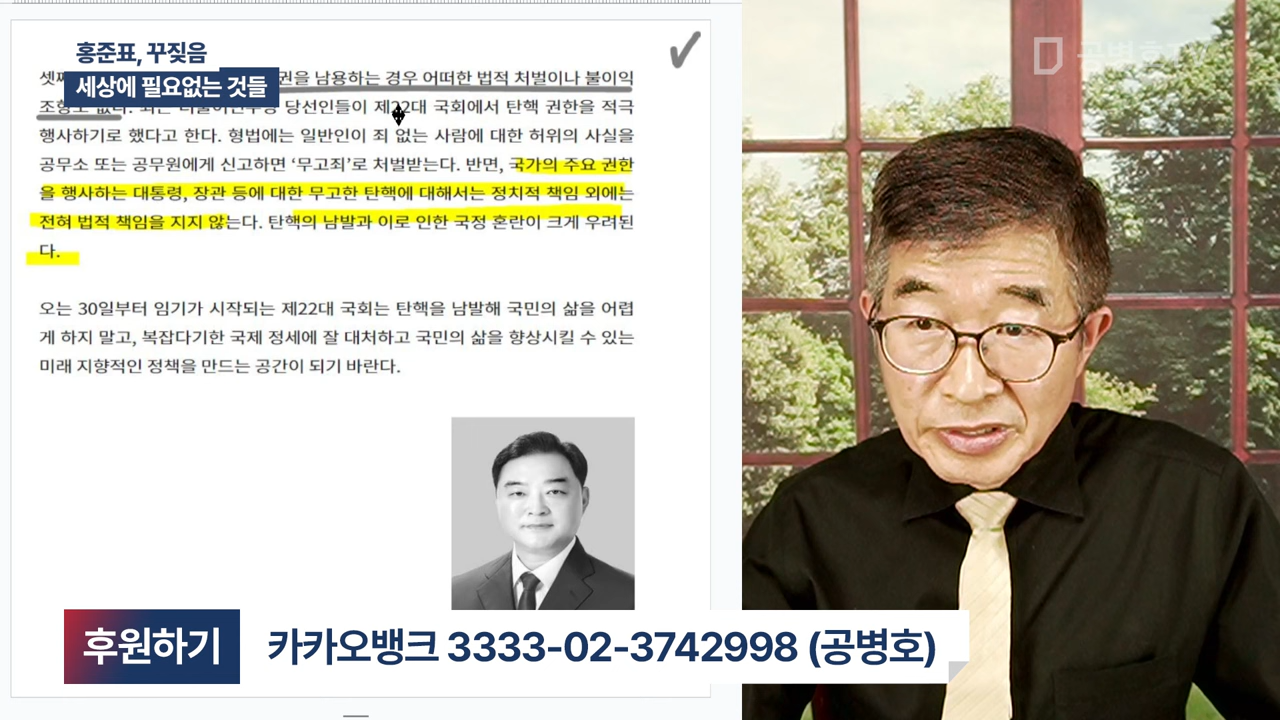 홍준표, 꾸짖음
세상에 필요없는 것들
셋째 권을 남용하는 경우 어떠한 법적 처벌이나 불이익
당선인들이 제22대 국회에서 탄핵 권한을 적극
행사하기로 했다고 한다. 형법에는 일반인이 죄 없는 사람에 대한 허위의 사실을
공무소 또는 공무원에게 신고하면 ‘무고죄’로 처벌받는다. 반면, 국가의 주요 권한
을 행사하는 대통령, 장관 등에 대한 무고한 탄핵에 대해서는 정치적 책임 외에는
전혀 법적 책임을 지지 않는다. 탄핵의 남발과 이로 인한 국정 혼란이 크게 우려된
다.
오는 30일부터 임기가 시작되는 제22대 국회는 탄핵을 남발해 국민의 삶을 어렵
게 하지 말고, 복잡다기한 국제 정세에 잘 대처하고 국민의 삶을 향상시킬 수 있는
미래 지향적인 정책을 만드는 공간이 되기 바란다.
후원하기
카카오뱅크 3333-02-3742998 (공병호)